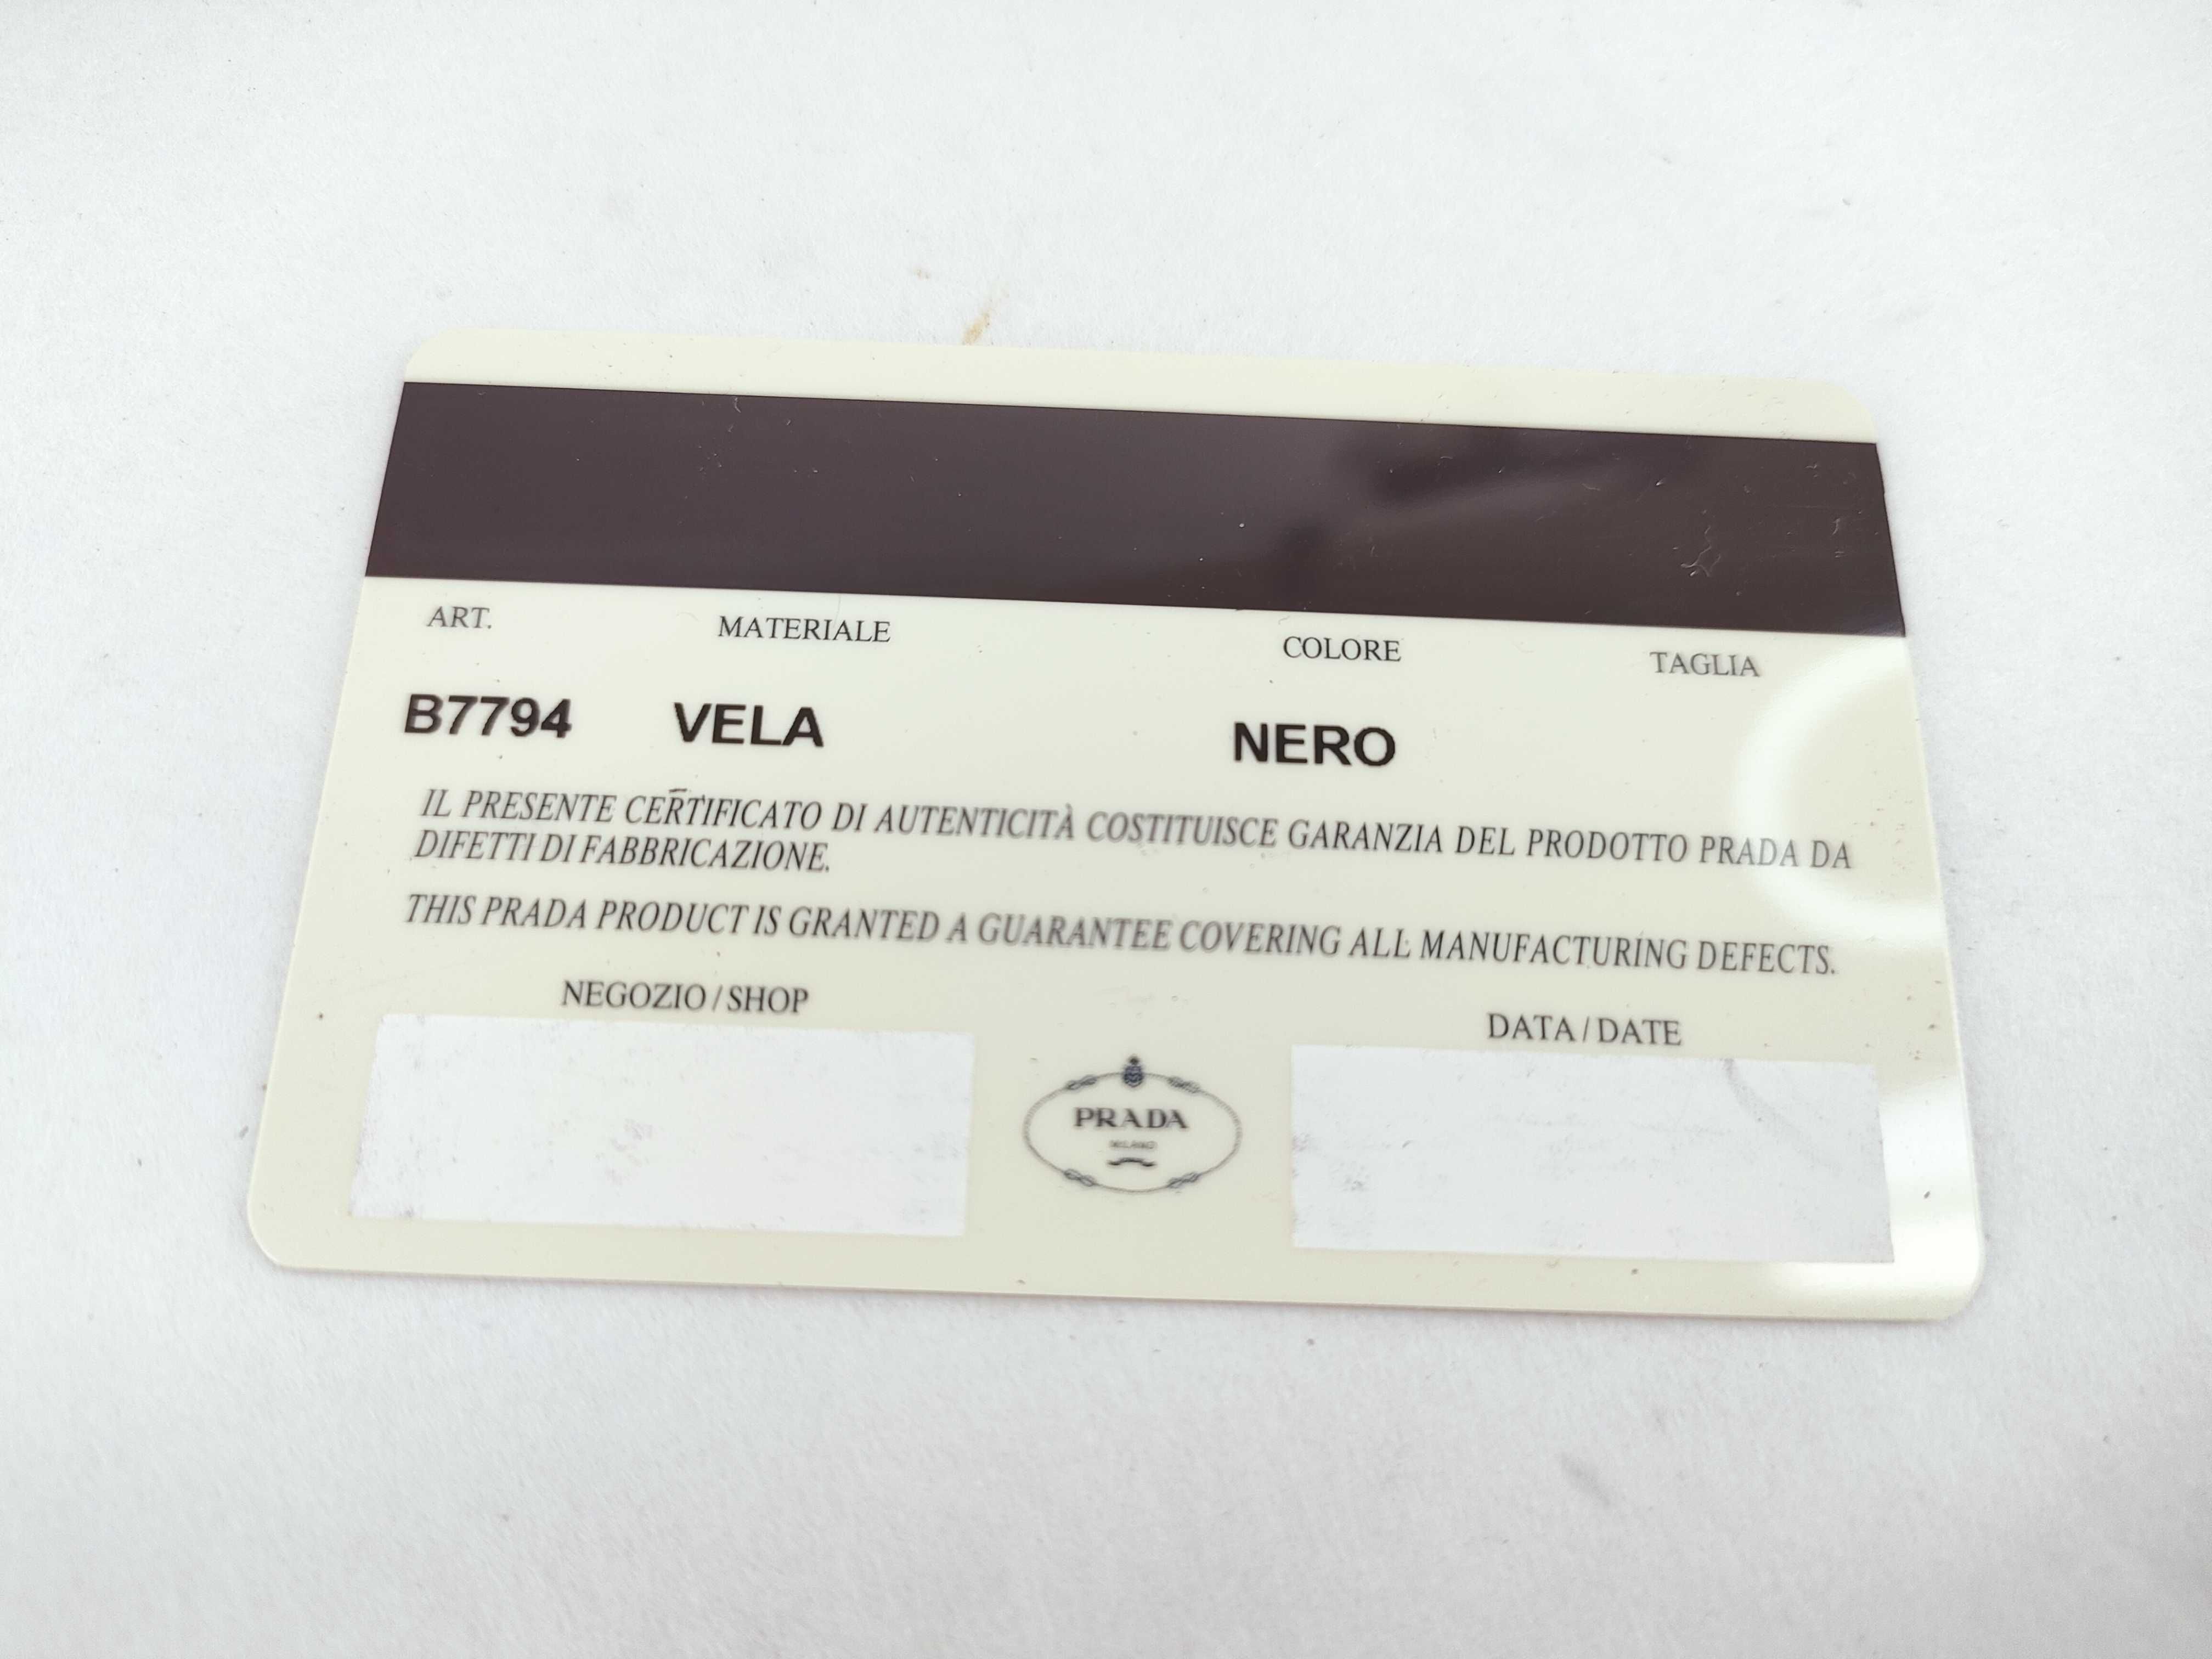 ART. MATERIALE COLORE TAGLIA
B7794 VELA NERO
IL PRESENTE CERTIFICATO DI AUTENTICITÀ COSTITUISCE GARANZIA DEL PRODOTTO PRADA DA
DIFETTI DI FABBRICAZIONE.
THIS PRADA PRODUCT IS GRANTED A GUARANTEE COVERING ALL MANUFACTURING DEFECTS.
NEGOZIO / SHOP
DATA / DATE
PRADA
MILANO